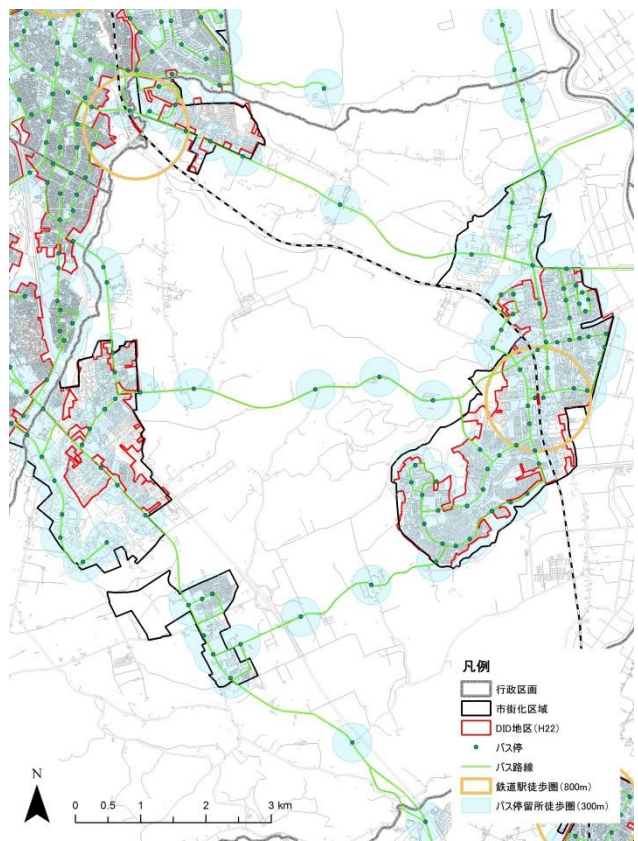 凡例
行政区画
市街化区域
DID地区(H22)
バス停
バス路線
鉄道駅徒歩圏(800m)
バス停留所徒歩圏(300m)
N
0 0.5 1 2 3 km